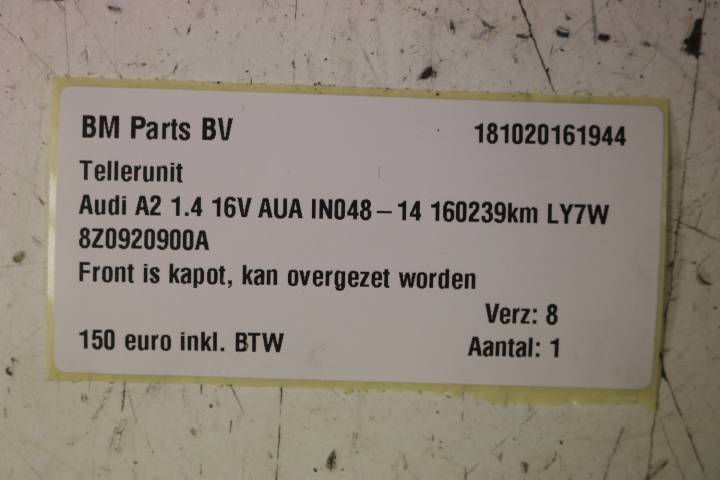 BM Parts BV 181020161944
Tellerunit
Audi A2 1.4 16V AUA IN048-14 160239km LY7W
8Z0920900A
Front is kapot, kan overgezet worden
Verz: 8
150 euro inkl. BTW Aantal: 1